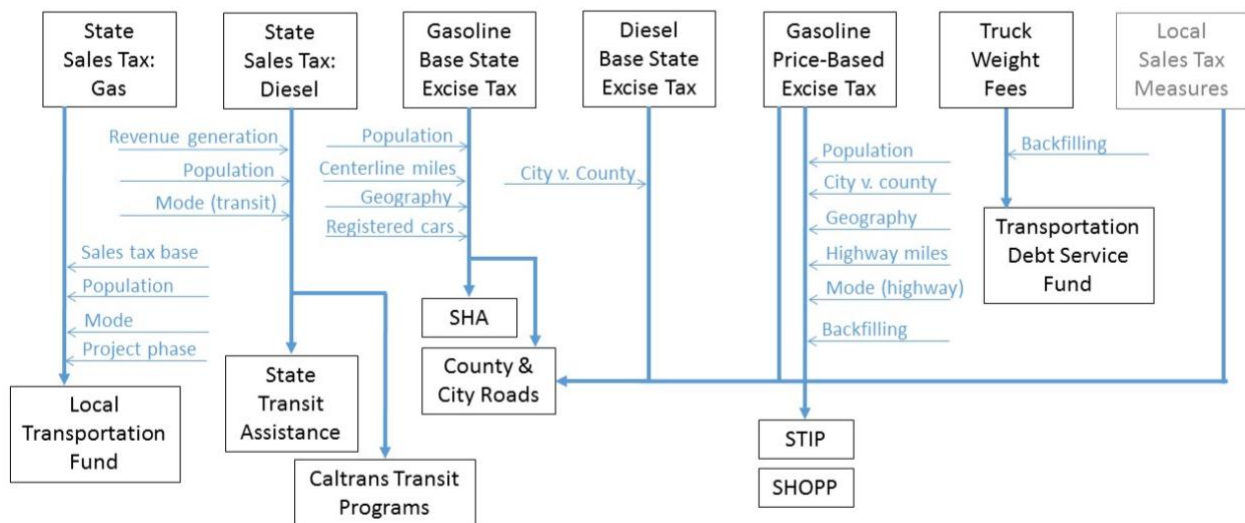 State
Sales Tax:
Gas
State
Sales Tax:
Diesel
Gasoline
Base State
Excise Tax
Diesel
Base State
Excise Tax
Gasoline
Price-Based
Excise Tax
Truck
Weight
Fees
Local
Sales Tax
Measures
Revenue generation
Population
Mode (transit)
Sales tax base
Population
Mode
Project phase
Population
Centerline miles
Geography
Registered cars
City v. County
Population
City v. county
Geography
Highway miles
Mode (highway)
Backfilling
Backfilling
Local
Transportation
Fund
State
Transit
Assistance
Caltrans Transit
Programs
SHA
County &
City Roads
STIP
SHOPP
Transportation
Debt Service
Fund